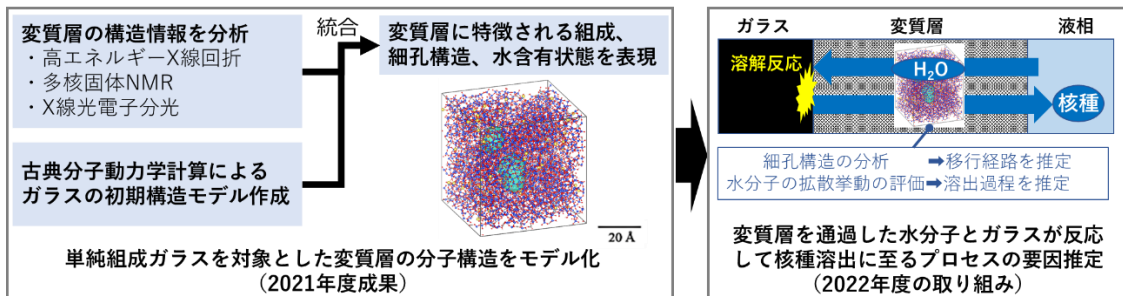 変質層の構造情報を分析
・高エネルギーX線回折
・多核固体NMR
・X線光電子分光
古典分子動力学計算による
ガラスの初期構造モデル作成
統合
変質層に特徴される組成、
細孔構造、水含有状態を表現
20 Å
単純組成ガラスを対象とした変質層の分子構造をモデル化
（2021年度成果）
ガラス 変質層 液相
溶解反応
H₂O
核種
細孔構造の分析 ➡移行経路を推定
水分子の拡散挙動の評価➡溶出過程を推定
変質層を通過した水分子とガラスが反応
して核種溶出に至るプロセスの要因推定
（2022年度の取り組み）